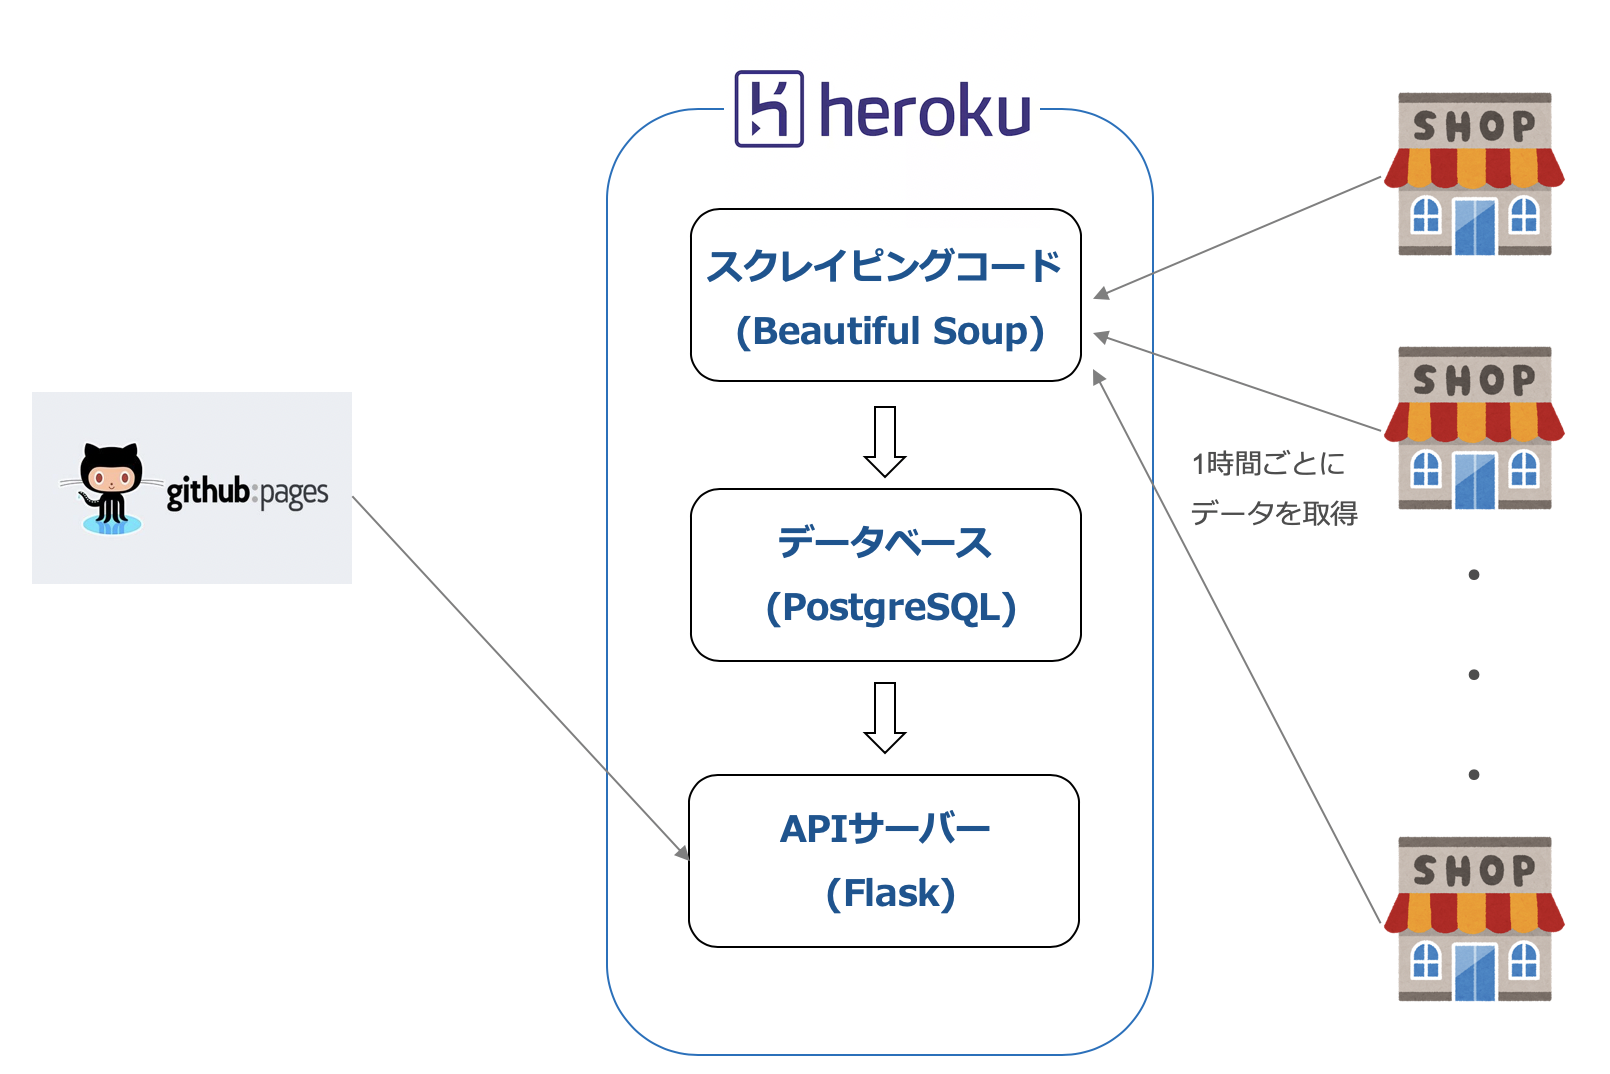 heroku
SHOP
スクレイピングコード
(Beautiful Soup)
SHOP
1時間ごとに
データを取得
github:pages
データベース
(PostgreSQL)
APIサーバー
(Flask)
SHOP